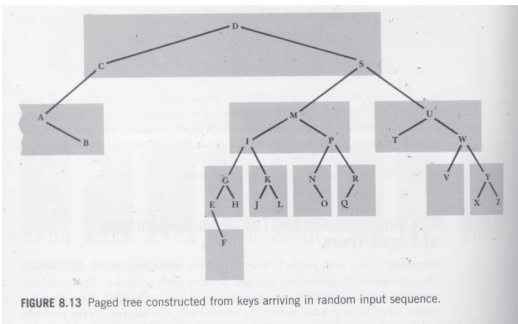 D
C S
A B
M U
I P T W
G K N R V Y
E H J L O Q X Z
F
FIGURE 8.13 Paged tree constructed from keys arriving in random input sequence.